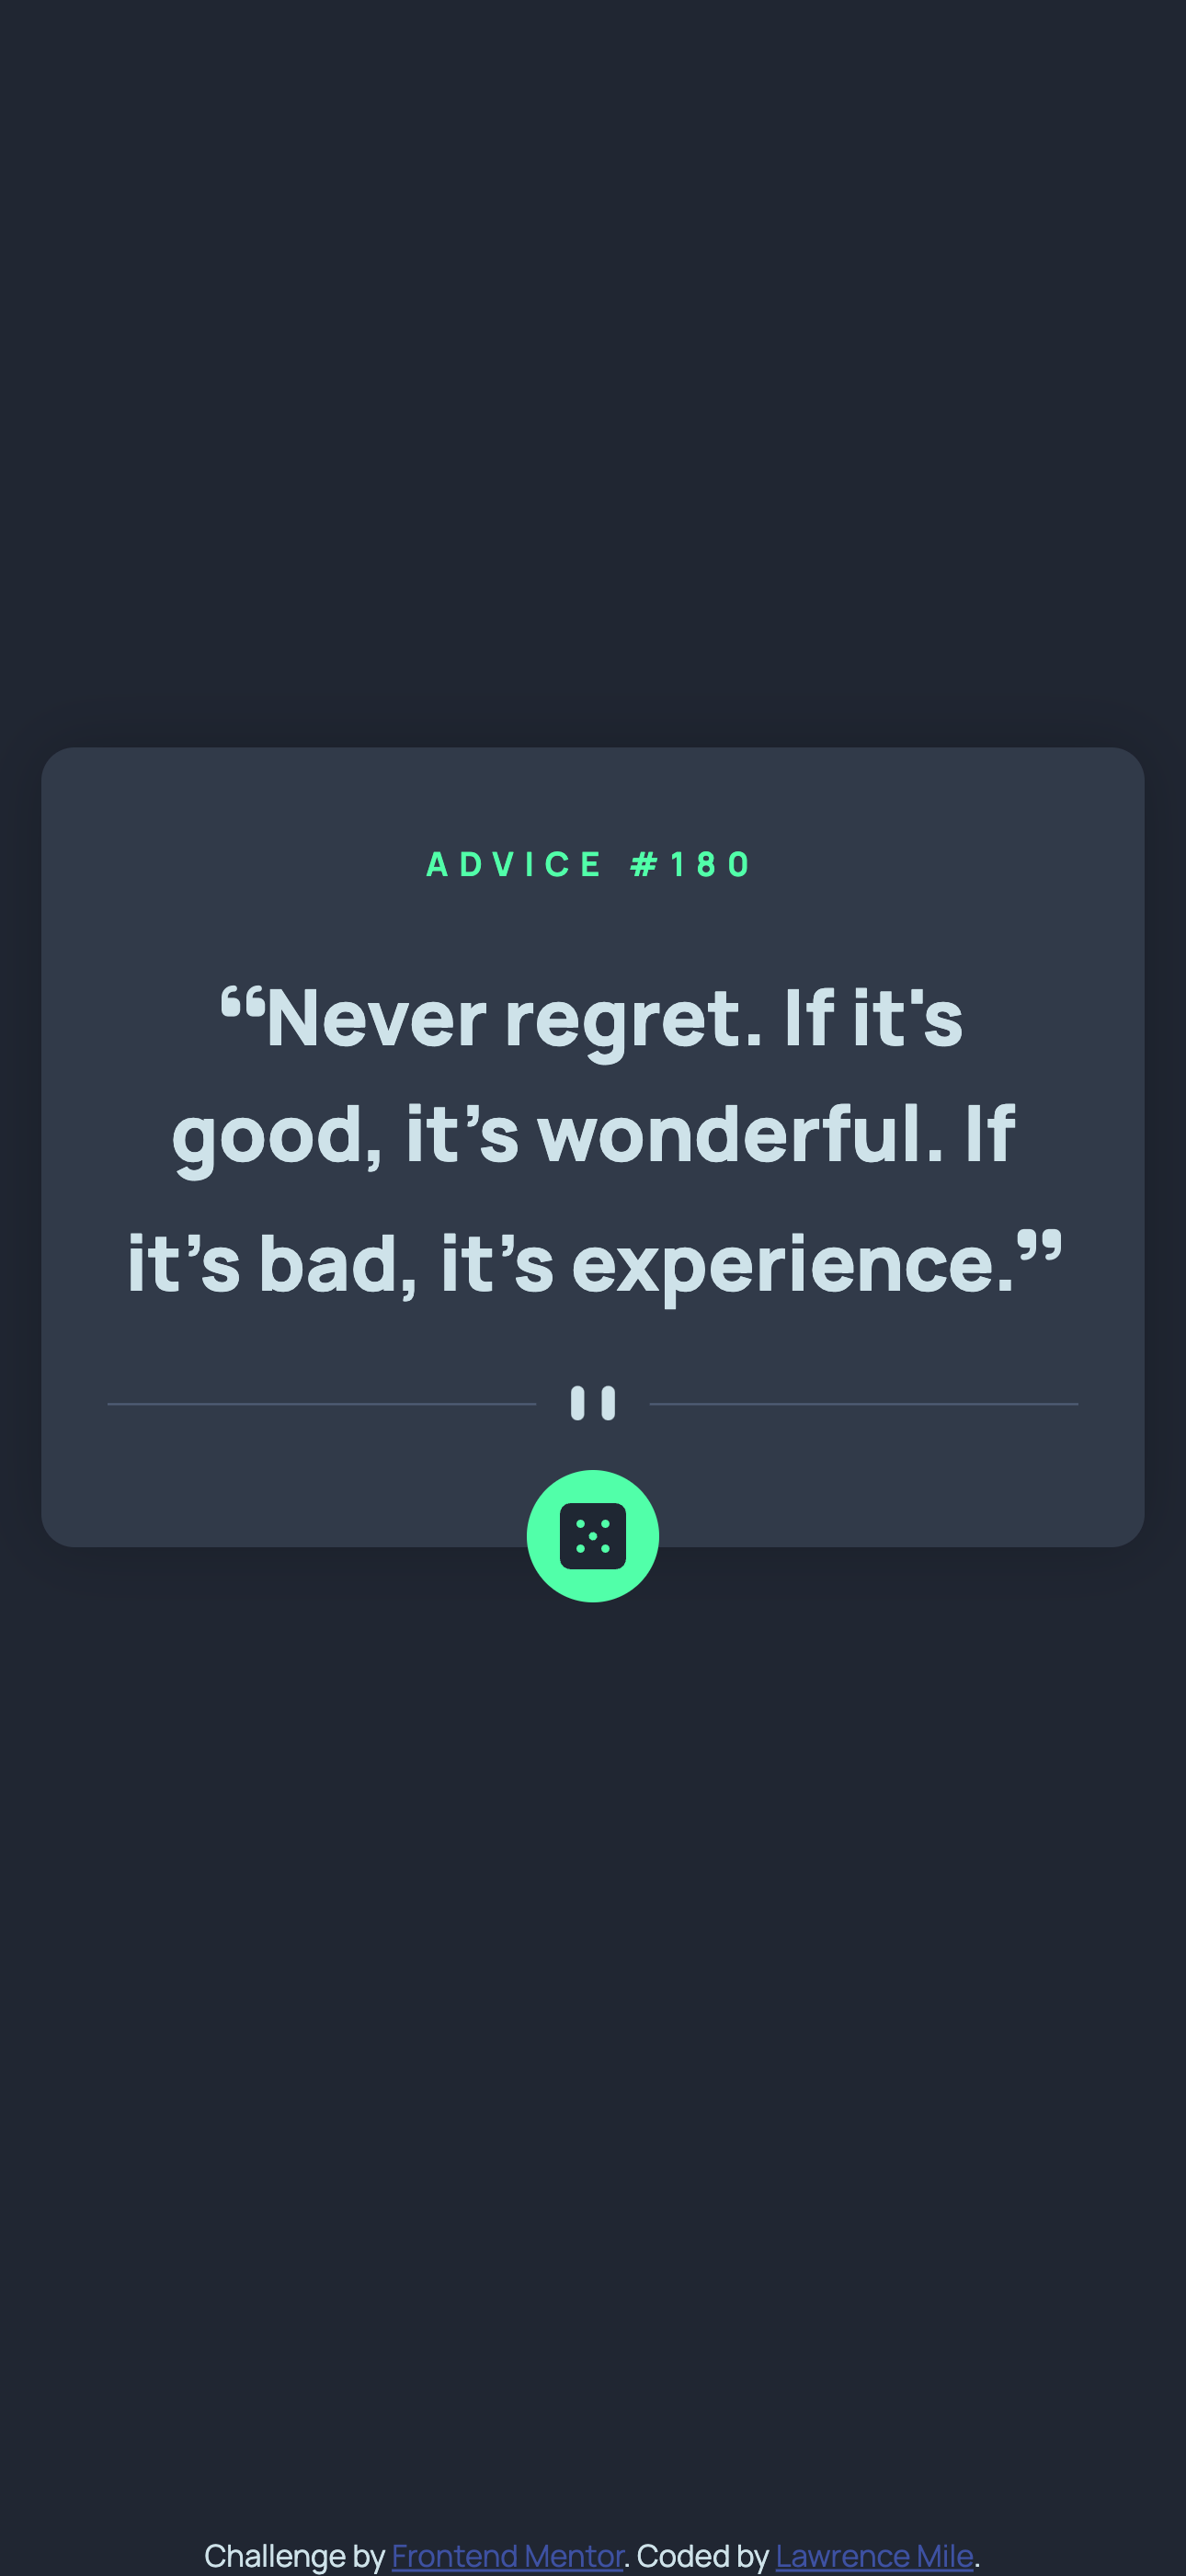 ADVICE #180
“Never regret. If it's
good, it’s wonderful. If
it’s bad, it’s experience.”
Challenge by Frontend Mentor. Coded by Lawrence Mile.